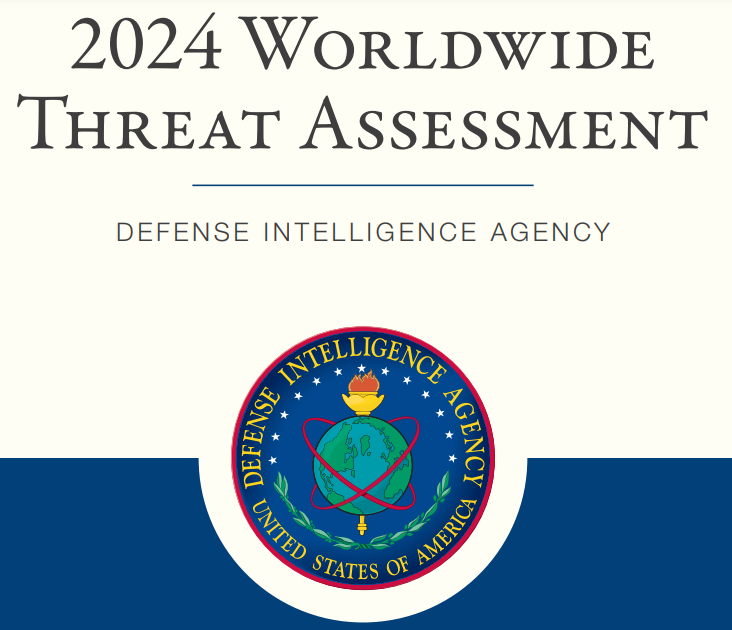 2024 WORLDWIDE
THREAT ASSESSMENT
DEFENSE INTELLIGENCE AGENCY
DEFENSE INTELLIGENCE AGENCY
UNITED STATES OF AMERICA